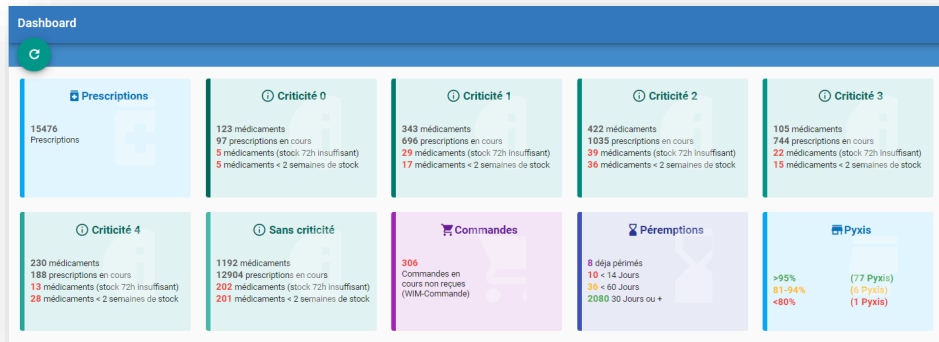 Dashboard
Prescriptions
15476
Prescriptions
Criticité 0
123 médicaments
97 prescriptions en cours
5 médicaments (stock 72h insuffisant)
5 médicaments < 2 semaines de stock
Criticité 1
343 médicaments
696 prescriptions en cours
29 médicaments (stock 72h insuffisant)
17 médicaments < 2 semaines de stock
Criticité 2
422 médicaments
1035 prescriptions en cours
39 médicaments (stock 72h insuffisant)
36 médicaments < 2 semaines de stock
Criticité 3
105 médicaments
744 prescriptions en cours
22 médicaments (stock 72h insuffisant)
15 médicaments < 2 semaines de stock
Criticité 4
230 médicaments
188 prescriptions en cours
13 médicaments (stock 72h insuffisant)
28 médicaments < 2 semaines de stock
Sans criticité
1192 médicaments
12904 prescriptions en cours
202 médicaments (stock 72h insuffisant)
201 médicaments < 2 semaines de stock
Commandes
306
Commandes en
cours non reçues
(WIM-Commande)
Péremptions
8 déja périmés
10 < 14 Jours
36 < 60 Jours
2080 30 Jours ou +
Pyxis
>95% (77 Pyxis)
81-94% (6 Pyxis)
<80% (1 Pyxis)